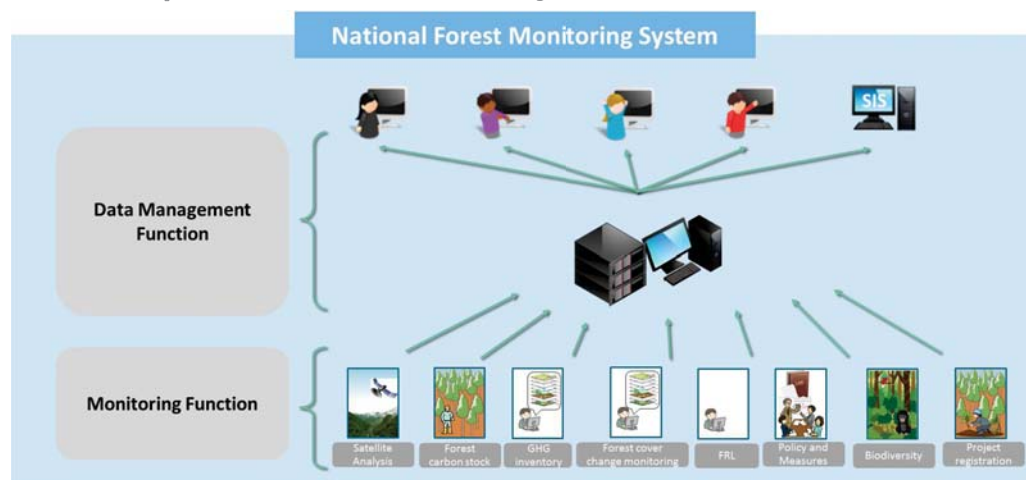 National Forest Monitoring System
SIS
Data Management
Function
Monitoring Function
Satellite
Analysis
Forest
carbon stock
GHG
inventory
Forest cover
change monitoring
FRL
Policy and
Measures
Biodiversity
Project
registration